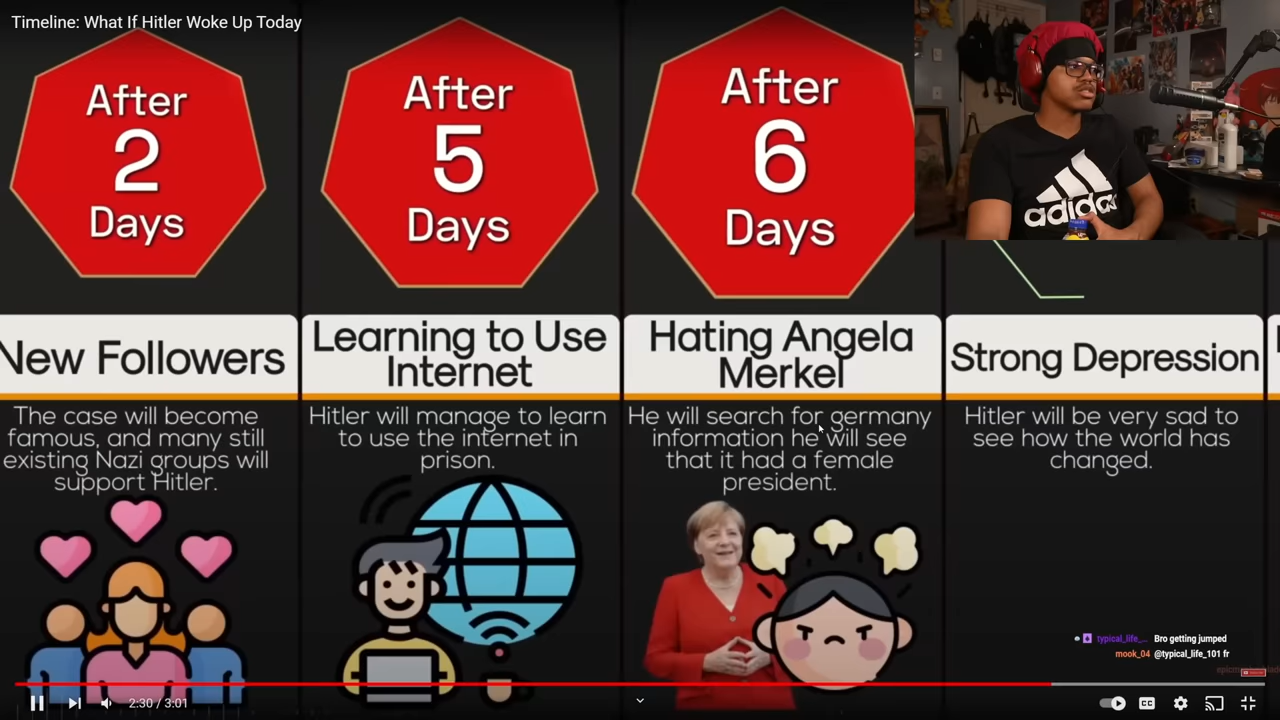 Timeline: What If Hitler Woke Up Today
After
2
Days
New Followers
The case will become
famous, and many still
existing Nazi groups will
support Hitler.
After
5
Days
Learning to Use
Internet
Hitler will manage to learn
to use the internet in
prison.
After
6
Days
Hating Angela
Merkel
He will search for germany
information he will see
that it had a female
president.
Strong Depression
Hitler will be very sad to
see how the world has
changed.
adidas
typical_life_... Bro getting jumped
mook_04 @typical_life_101 fr
2:30 / 3:01
CC